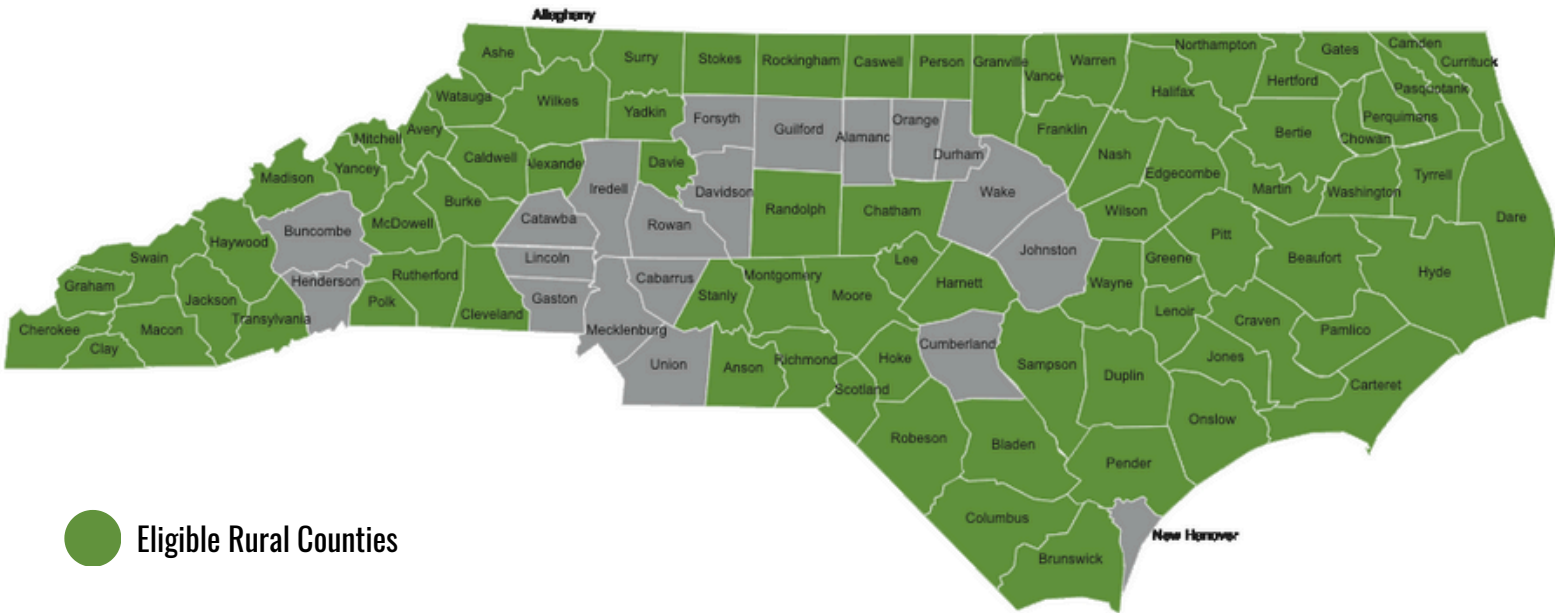 Alleghany
Ashe
Surry
Stokes
Rockingham
Caswell
Person
Granville
Vance
Warren
Northampton
Gates
Camden
Currituck
Hertford
Halifax
Pasquotank
Watauga
Wilkes
Yadkin
Forsyth
Guilford
Alamanc
Orange
Durham
Franklin
Bertie
Perquimans
Chowan
Mitchell
Avery
Caldwell
Alexande
Davie
Iredell
Davidson
Wake
Nash
Edgecombe
Martin
Washington
Tyrrell
Dare
Madison
Yancey
McDowell
Burke
Catawba
Rowan
Randolph
Chatham
Wilson
Pitt
Beaufort
Hyde
Buncombe
Haywood
Swain
Graham
Jackson
Henderson
Rutherford
Polk
Cleveland
Lincoln
Gaston
Cabarrus
Stanly
Montgomery
Moore
Lee
Harnett
Johnston
Wayne
Greene
Lenoir
Craven
Pamlico
Cherokee
Clay
Macon
Transylvania
Mecklenburg
Union
Anson
Richmond
Scotland
Hoke
Cumberland
Sampson
Duplin
Jones
Carteret
Onslow
Robeson
Bladen
Pender
Columbus
Brunswick
New Hanover
Eligible Rural Counties